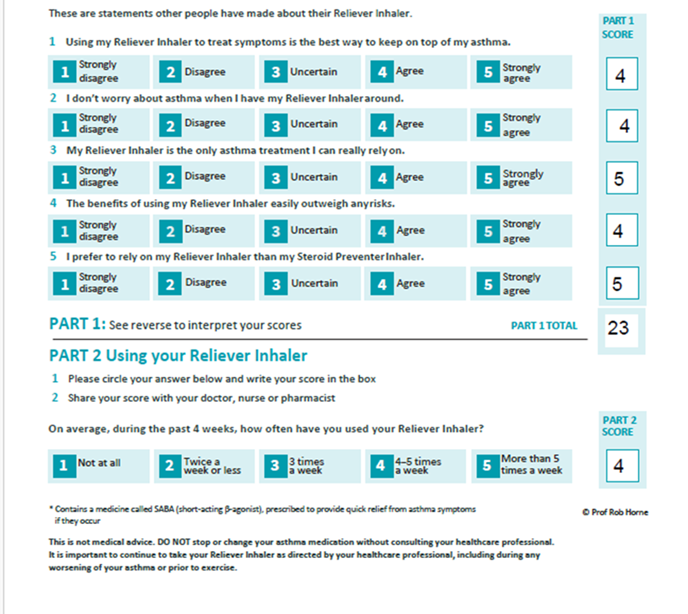 These are statements other people have made about their Reliever Inhaler.
PART 1
SCORE
1 Using my Reliever Inhaler to treat symptoms is the best way to keep on top of my asthma.
1 Strongly disagree 2 Disagree 3 Uncertain 4 Agree 5 Strongly agree 4
2 I don't worry about asthma when I have my Reliever Inhaler around.
1 Strongly disagree 2 Disagree 3 Uncertain 4 Agree 5 Strongly agree 4
3 My Reliever Inhaler is the only asthma treatment I can really rely on.
1 Strongly disagree 2 Disagree 3 Uncertain 4 Agree 5 Strongly agree 5
4 The benefits of using my Reliever Inhaler easily outweigh any risks.
1 Strongly disagree 2 Disagree 3 Uncertain 4 Agree 5 Strongly agree 4
5 I prefer to rely on my Reliever Inhaler than my Steroid Preventer Inhaler.
1 Strongly disagree 2 Disagree 3 Uncertain 4 Agree 5 Strongly agree 5
PART 1: See reverse to interpret your scores PART 1 TOTAL 23
PART 2 Using your Reliever Inhaler
1 Please circle your answer below and write your score in the box
2 Share your score with your doctor, nurse or pharmacist
PART 2
SCORE
On average, during the past 4 weeks, how often have you used your Reliever Inhaler?
1 Not at all 2 Twice a week or less 3 3 times a week 4 4–5 times a week 5 More than 5 times a week 4
* Contains a medicine called SABA (short-acting β-agonist), prescribed to provide quick relief from asthma symptoms
if they occur
© Prof Rob Horne
This is not medical advice. DO NOT stop or change your asthma medication without consulting your healthcare professional.
It is important to continue to take your Reliever Inhaler as directed by your healthcare professional, including during any
worsening of your asthma or prior to exercise.